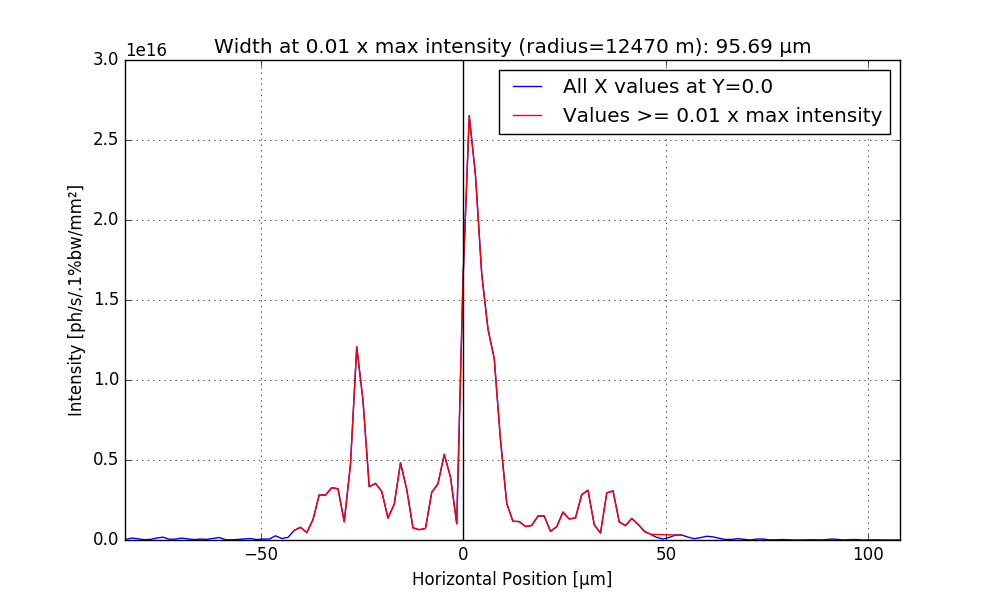 Width at 0.01 x max intensity (radius=12470 m): 95.69 µm
1e16
3.0
2.5
2.0
1.5
1.0
0.5
0.0
Intensity [ph/s/.1%bw/mm²]
All X values at Y=0.0
Values >= 0.01 x max intensity
−50
0
50
100
Horizontal Position [µm]